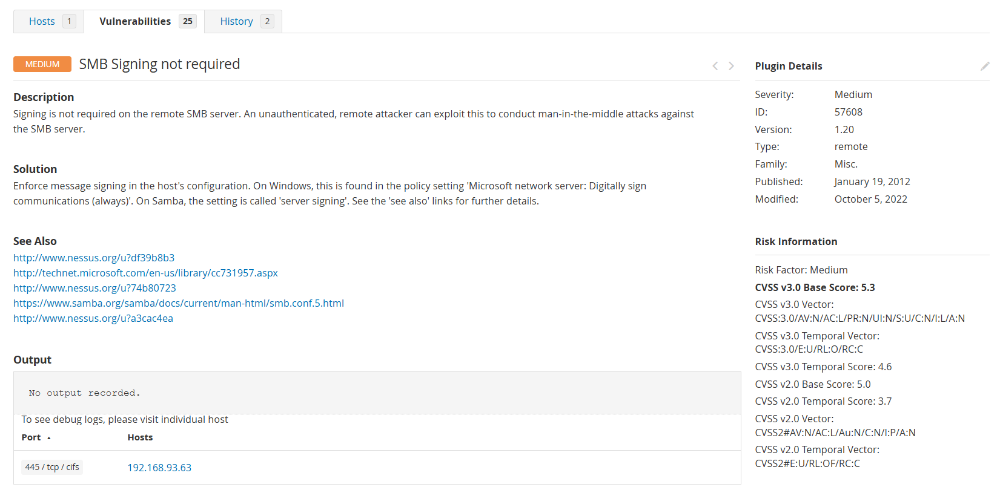 Hosts 1 Vulnerabilities 25 History 2
MEDIUM SMB Signing not required
Description
Signing is not required on the remote SMB server. An unauthenticated, remote attacker can exploit this to conduct man-in-the-middle attacks against
the SMB server.
Solution
Enforce message signing in the host's configuration. On Windows, this is found in the policy setting 'Microsoft network server: Digitally sign
communications (always)'. On Samba, the setting is called 'server signing'. See the 'see also' links for further details.
See Also
http://www.nessus.org/u?df39b8b3
http://technet.microsoft.com/en-us/library/cc731957.aspx
http://www.nessus.org/u?74b80723
https://www.samba.org/samba/docs/current/man-html/smb.conf.5.html
http://www.nessus.org/u?a3cac4ea
Output
No output recorded.
To see debug logs, please visit individual host
Port Hosts
445 / tcp / cifs 192.168.93.63
Plugin Details
Severity: Medium
ID: 57608
Version: 1.20
Type: remote
Family: Misc.
Published: January 19, 2012
Modified: October 5, 2022
Risk Information
Risk Factor: Medium
CVSS v3.0 Base Score: 5.3
CVSS v3.0 Vector:
CVSS:3.0/AV:N/AC:L/PR:N/UI:N/S:U/C:N/I:L/A:N
CVSS v3.0 Temporal Vector:
CVSS:3.0/E:U/RL:O/RC:C
CVSS v3.0 Temporal Score: 4.6
CVSS v2.0 Base Score: 5.0
CVSS v2.0 Temporal Score: 3.7
CVSS v2.0 Vector:
CVSS2#AV:N/AC:L/Au:N/C:N/I:P/A:N
CVSS v2.0 Temporal Vector:
CVSS2#E:U/RL:OF/RC:C